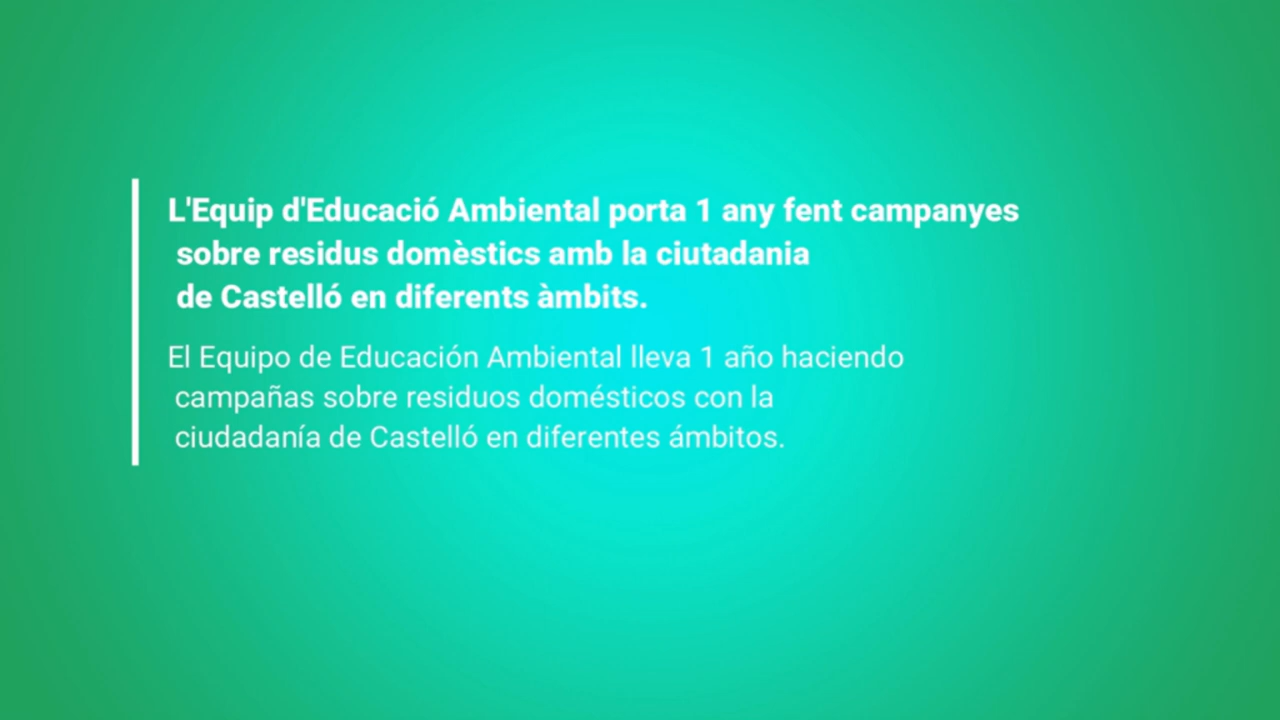 L'Equip d'Educació Ambiental porta 1 any fent campanyes
sobre residus domèstics amb la ciutadania
de Castelló en diferents àmbits.
El Equipo de Educación Ambiental lleva 1 año haciendo
campañas sobre residuos domésticos con la
ciudadanía de Castelló en diferentes ámbitos.